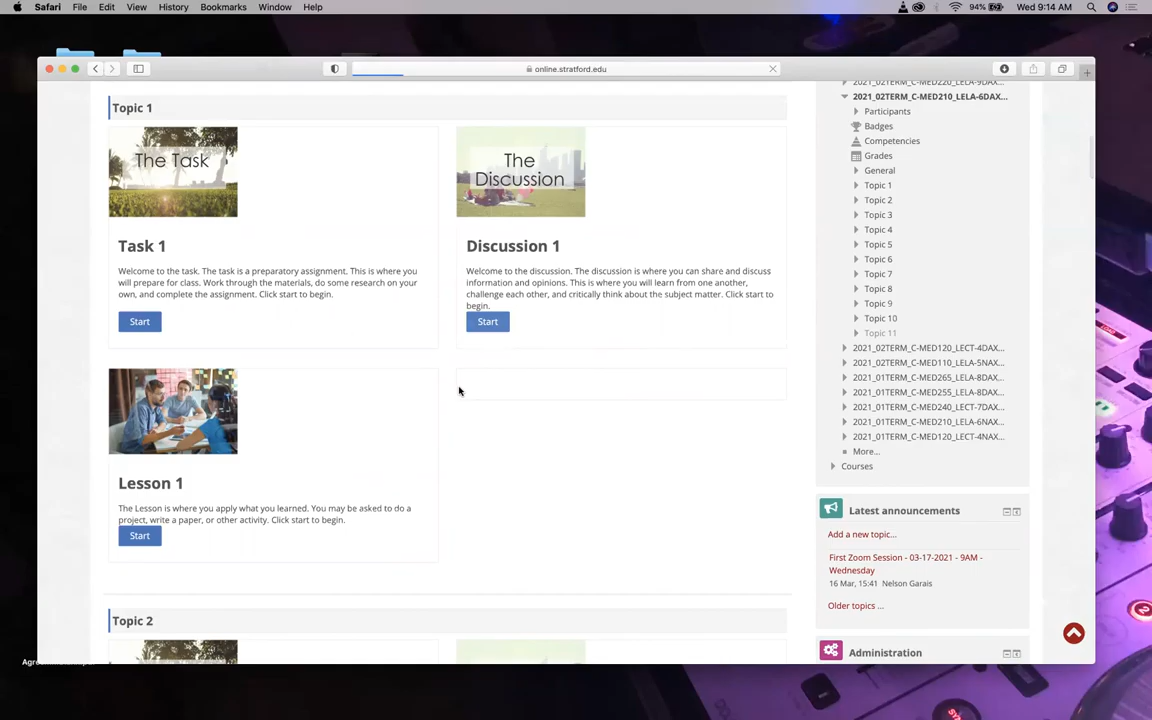 Safari File Edit View History Bookmarks Window Help
94% Wed 9:14 AM
online.stratford.edu
Topic 1
The Task
Task 1
Welcome to the task. The task is a preparatory assignment. This is where you
will prepare for class. Work through the materials, do some research on your
own, and complete the assignment. Click start to begin.
Start
The
Discussion
Discussion 1
Welcome to the discussion. The discussion is where you can share and discuss
information and opinions. This is where you will learn from one another,
challenge each other, and critically think about the subject matter. Click start to
begin.
Start
Lesson 1
The Lesson is where you apply what you learned. You may be asked to do a
project, write a paper, or other activity. Click start to begin.
Start
Topic 2
2021_02TERM_C-MED220_LELA-9DAX...
2021_02TERM_C-MED210_LELA-6DAX...
Participants
Badges
Competencies
Grades
General
Topic 1
Topic 2
Topic 3
Topic 4
Topic 5
Topic 6
Topic 7
Topic 8
Topic 9
Topic 10
Topic 11
2021_02TERM_C-MED120_LECT-4DAX...
2021_02TERM_C-MED110_LELA-5NAX...
2021_01TERM_C-MED265_LELA-8DAX...
2021_01TERM_C-MED255_LELA-8DAX...
2021_01TERM_C-MED240_LECT-7DAX...
2021_01TERM_C-MED210_LELA-6NAX...
2021_01TERM_C-MED120_LECT-4NAX...
More...
Courses
Latest announcements
Add a new topic...
First Zoom Session - 03-17-2021 - 9AM -
Wednesday
16 Mar, 15:41 Nelson Garais
Older topics ...
Administration
LOAD